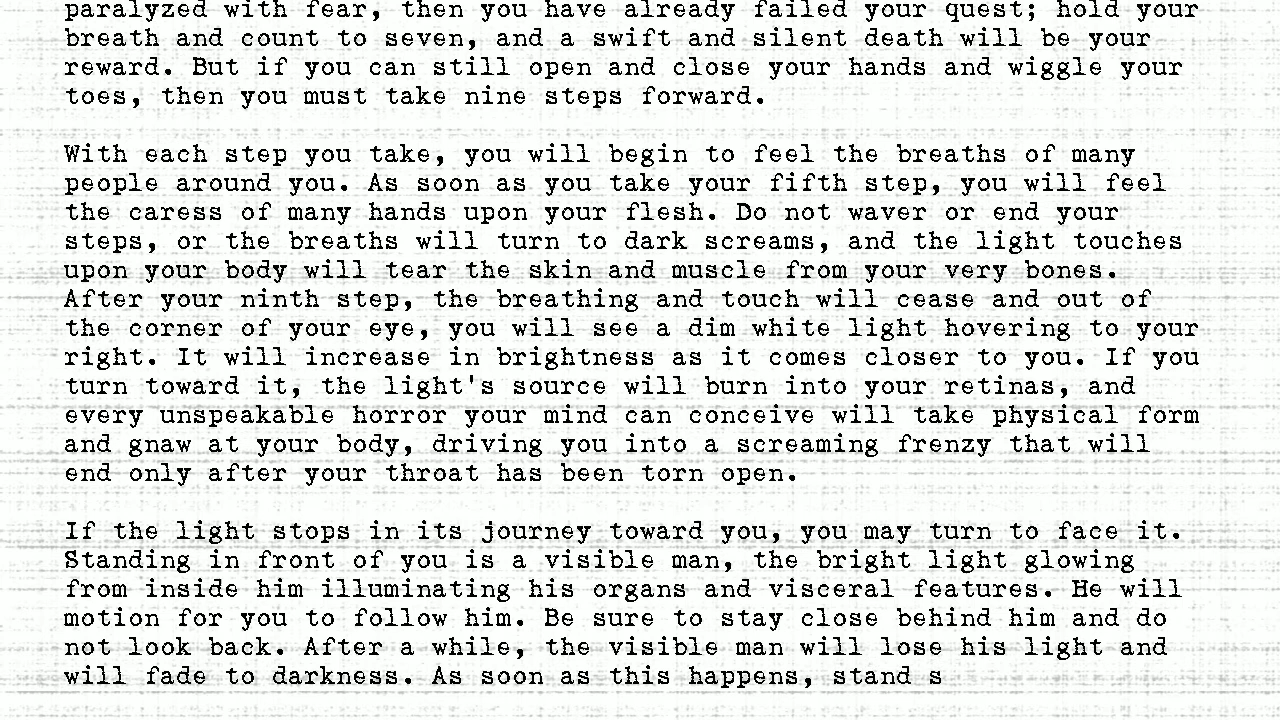 paralyzed with fear, then you have already failed your quest; hold your
breath and count to seven, and a swift and silent death will be your
reward. But if you can still open and close your hands and wiggle your
toes, then you must take nine steps forward.
With each step you take, you will begin to feel the breaths of many
people around you. As soon as you take your fifth step, you will feel
the caress of many hands upon your flesh. Do not waver or end your
steps, or the breaths will turn to dark screams, and the light touches
upon your body will tear the skin and muscle from your very bones.
After your ninth step, the breathing and touch will cease and out of
the corner of your eye, you will see a dim white light hovering to your
right. It will increase in brightness as it comes closer to you. If you
turn toward it, the light's source will burn into your retinas, and
every unspeakable horror your mind can conceive will take physical form
and gnaw at your body, driving you into a screaming frenzy that will
end only after your throat has been torn open.
If the light stops in its journey toward you, you may turn to face it.
Standing in front of you is a visible man, the bright light glowing
from inside him illuminating his organs and visceral features. He will
motion for you to follow him. Be sure to stay close behind him and do
not look back. After a while, the visible man will lose his light and
will fade to darkness. As soon as this happens, stand s